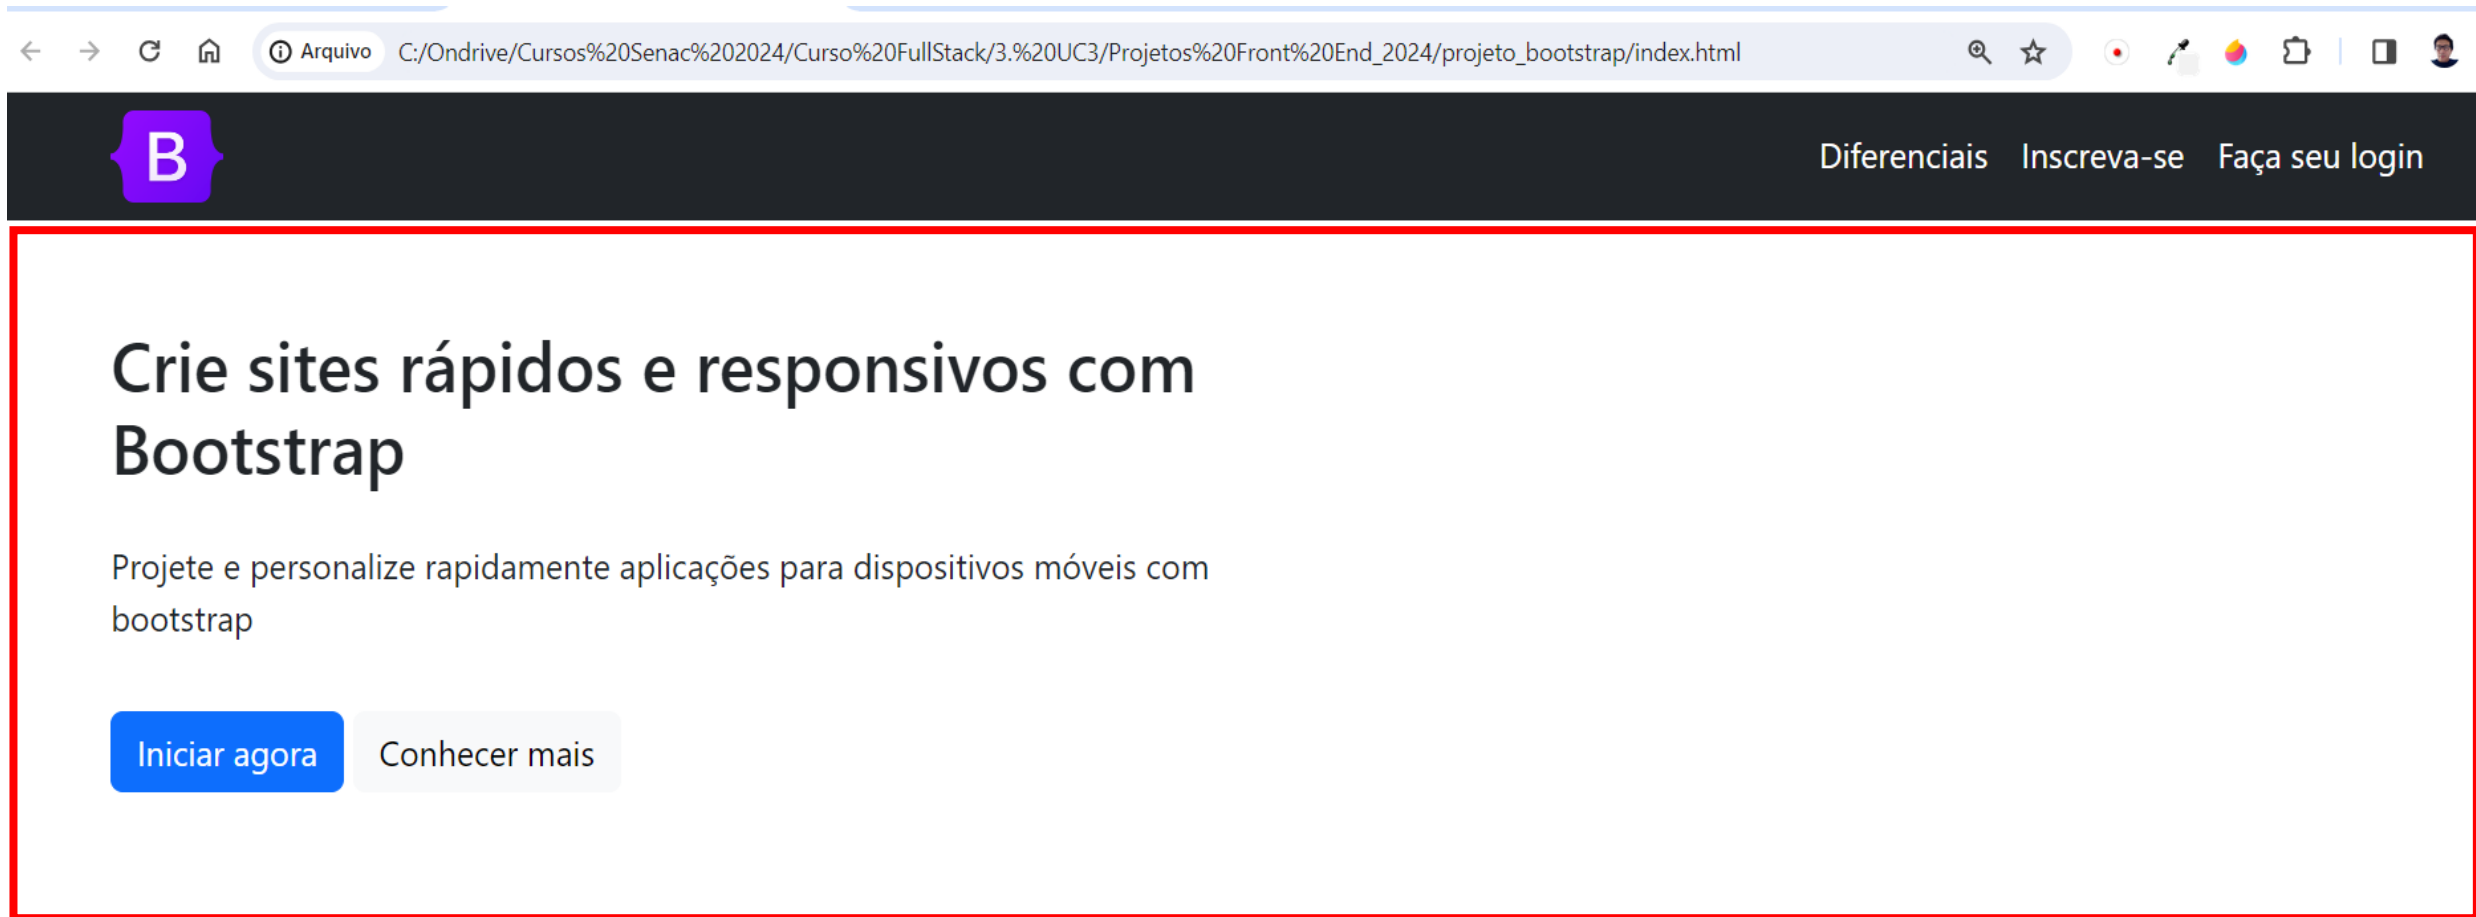 Arquivo C:/Ondrive/Cursos%20Senac%202024/Curso%20FullStack/3.%20UC3/Projetos%20Front%20End_2024/projeto_bootstrap/index.html
B
Diferenciais Inscreva-se Faça seu login
Crie sites rápidos e responsivos com
Bootstrap
Projete e personalize rapidamente aplicações para dispositivos móveis com
bootstrap
Iniciar agora Conhecer mais